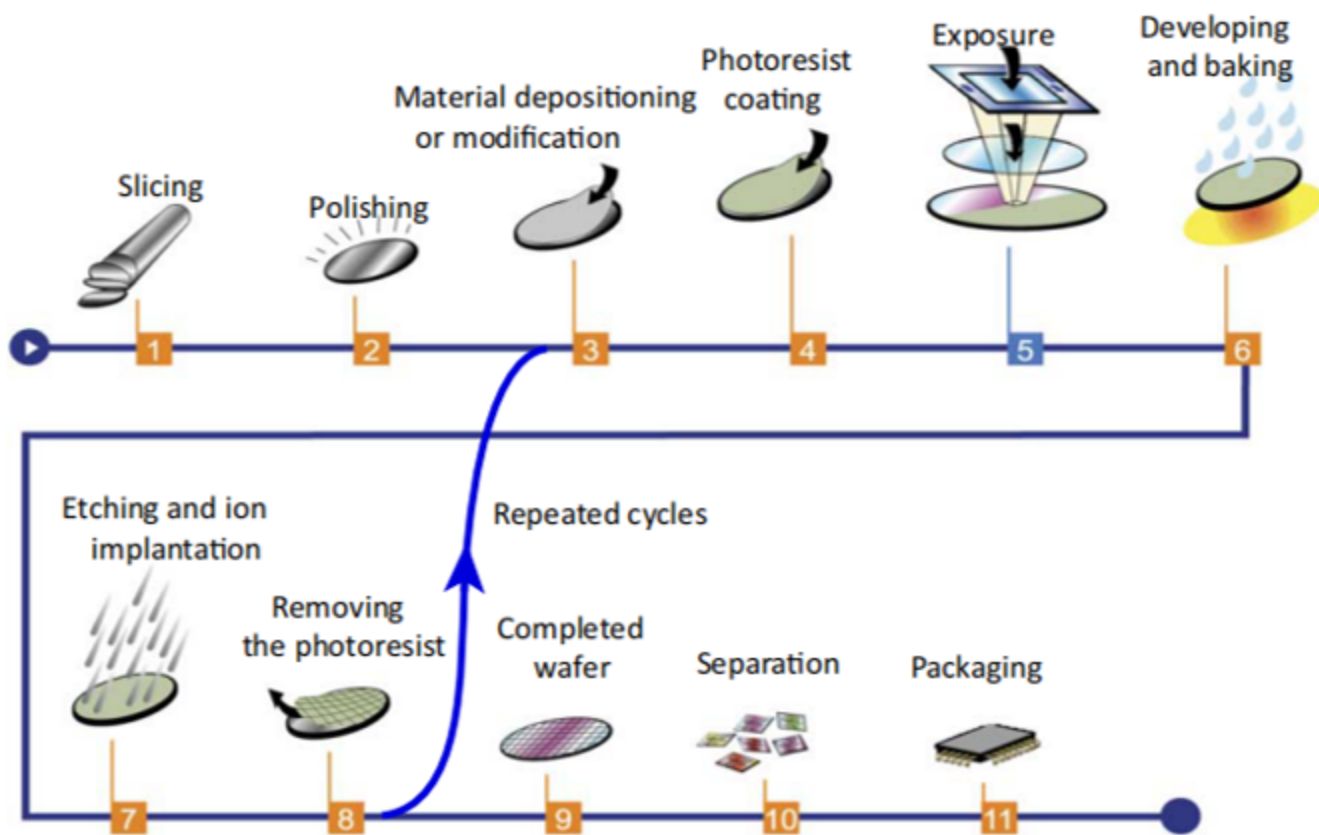 Slicing
Polishing
Material depositioning
or modification
Photoresist
coating
Exposure
Developing
and baking
1
2
3
4
5
6
Etching and ion
implantation
Removing
the photoresist
Repeated cycles
Completed
wafer
Separation
Packaging
7
8
9
10
11